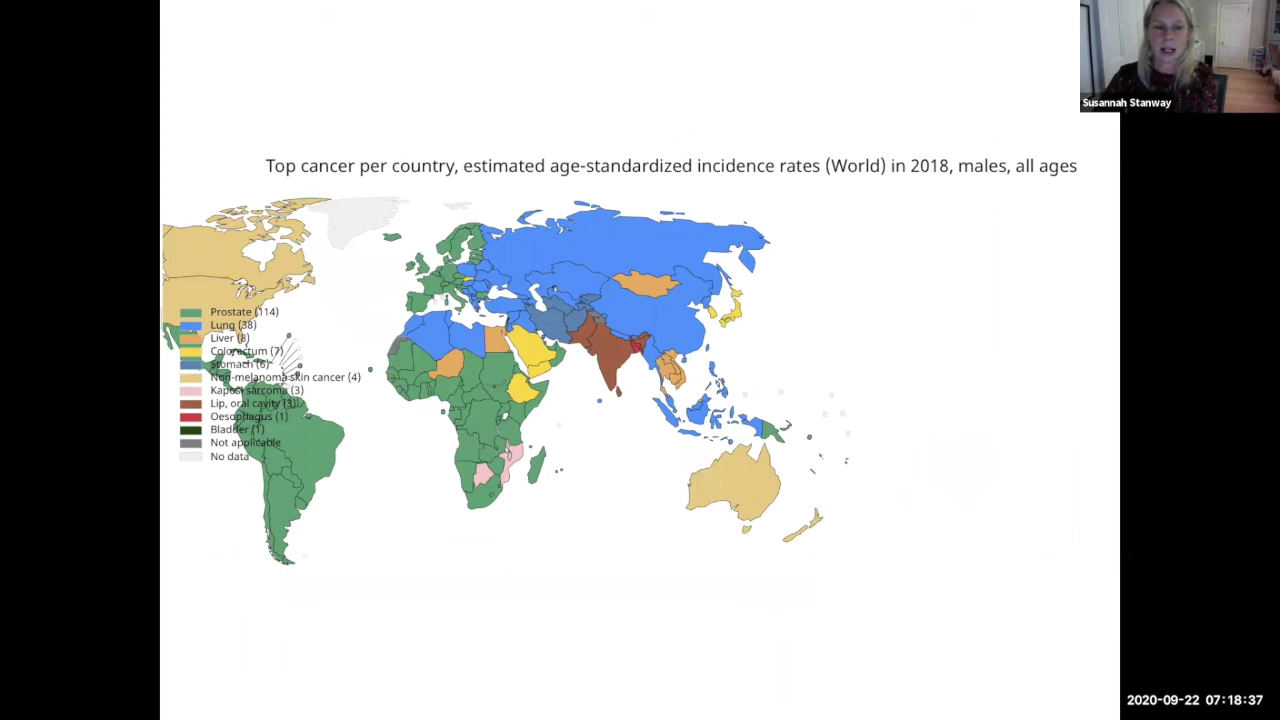 Susannah Stanway
Top cancer per country, estimated age-standardized incidence rates (World) in 2018, males, all ages
Prostate (114)
Lung (38)
Liver (8)
Colorectum (7)
Stomach (6)
Non-melanoma skin cancer (4)
Kaposi sarcoma (3)
Lip, oral cavity (3)
Oesophagus (1)
Bladder (1)
Not applicable
No data
2020-09-22 07:18:37